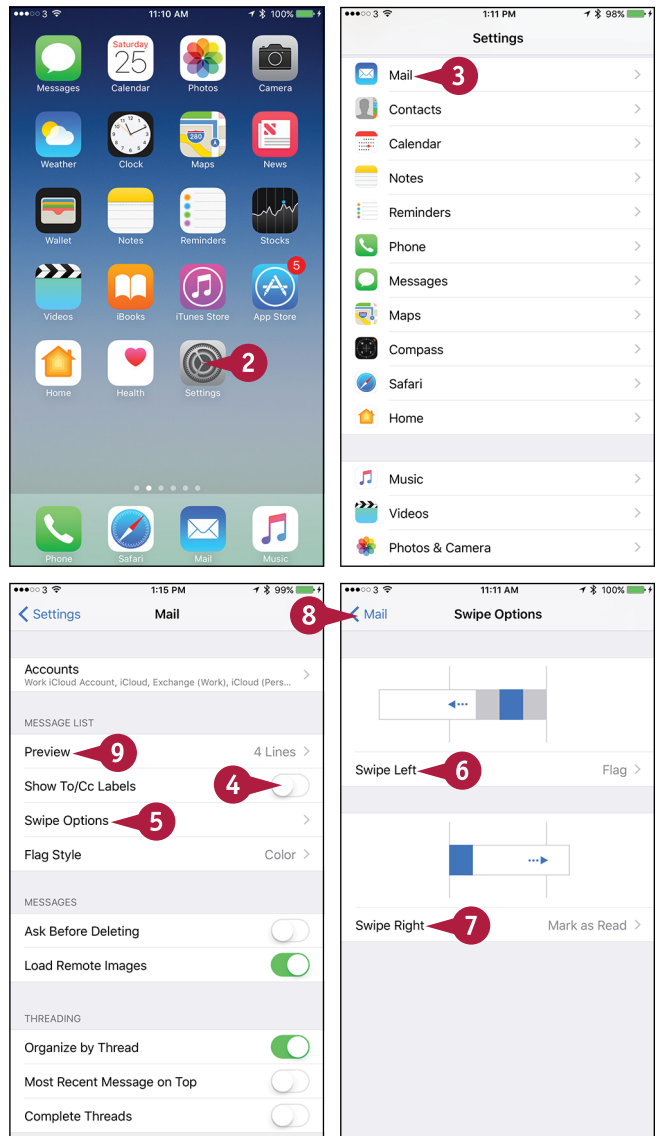 ●●●○○ 3 11:10 AM 100%
Saturday
25
Messages Calendar Photos Camera
280
Weather Clock Maps News
Wallet Notes Reminders Stocks
5
Videos iBooks iTunes Store App Store
2
Home Health Settings
Phone Safari Mail Music
●●●○○ 3 1:11 PM 98%
Settings
Mail 3
Contacts
Calendar
Notes
Reminders
Phone
Messages
Maps
Compass
Safari
Home
Music
Videos
Photos & Camera
●●●○○ 3 1:15 PM 99%
Settings Mail
Accounts
Work iCloud Account, iCloud, Exchange (Work), iCloud (Pers...
MESSAGE LIST
Preview 9 4 Lines
Show To/Cc Labels 4
Swipe Options 5
Flag Style Color
MESSAGES
Ask Before Deleting
Load Remote Images
THREADING
Organize by Thread
Most Recent Message on Top
Complete Threads
●●●○○ 3 11:11 AM 100%
8 Mail Swipe Options
Swipe Left 6 Flag
Swipe Right 7 Mark as Read